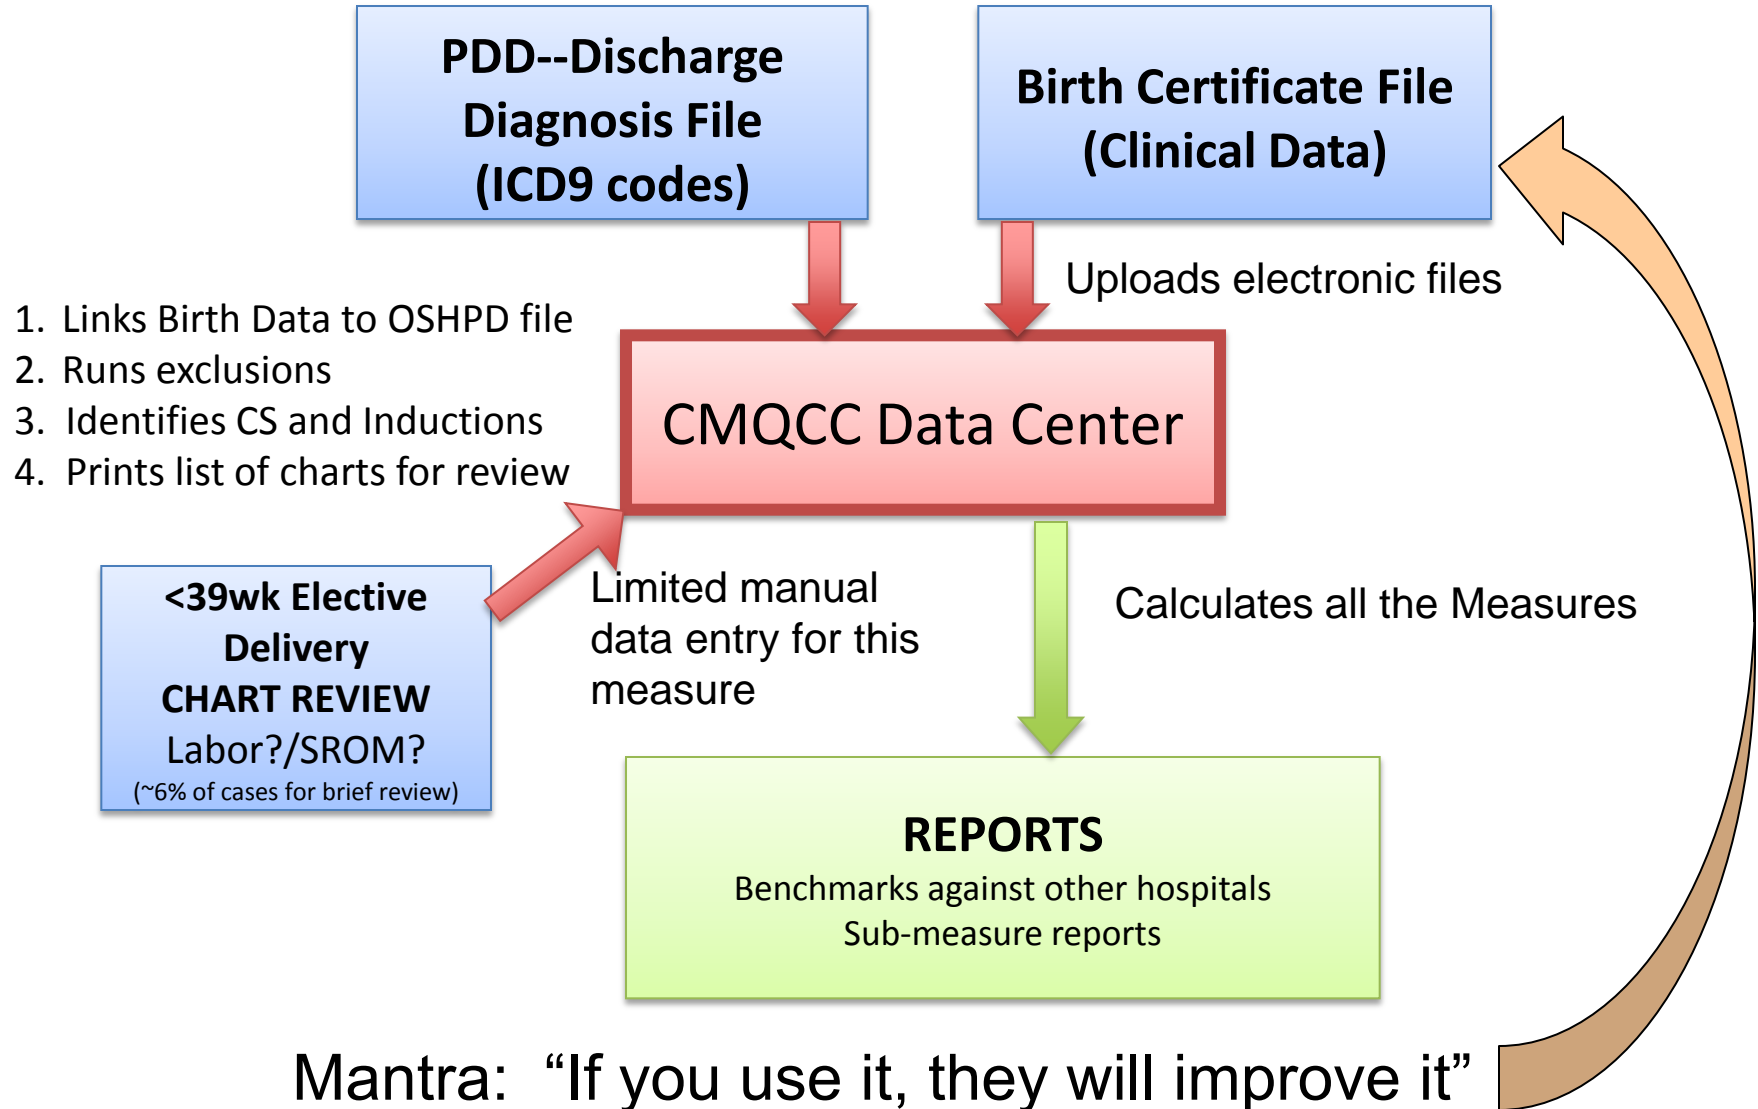 PDD--Discharge
Diagnosis File
(ICD9 codes)
Birth Certificate File
(Clinical Data)
Uploads electronic files
1. Links Birth Data to OSHPD file
2. Runs exclusions
3. Identifies CS and Inductions
4. Prints list of charts for review
CMQCC Data Center
<39wk Elective
Delivery
CHART REVIEW
Labor?/SROM?
(~6% of cases for brief review)
Limited manual
data entry for this
measure
Calculates all the Measures
REPORTS
Benchmarks against other hospitals
Sub-measure reports
Mantra: “If you use it, they will improve it”